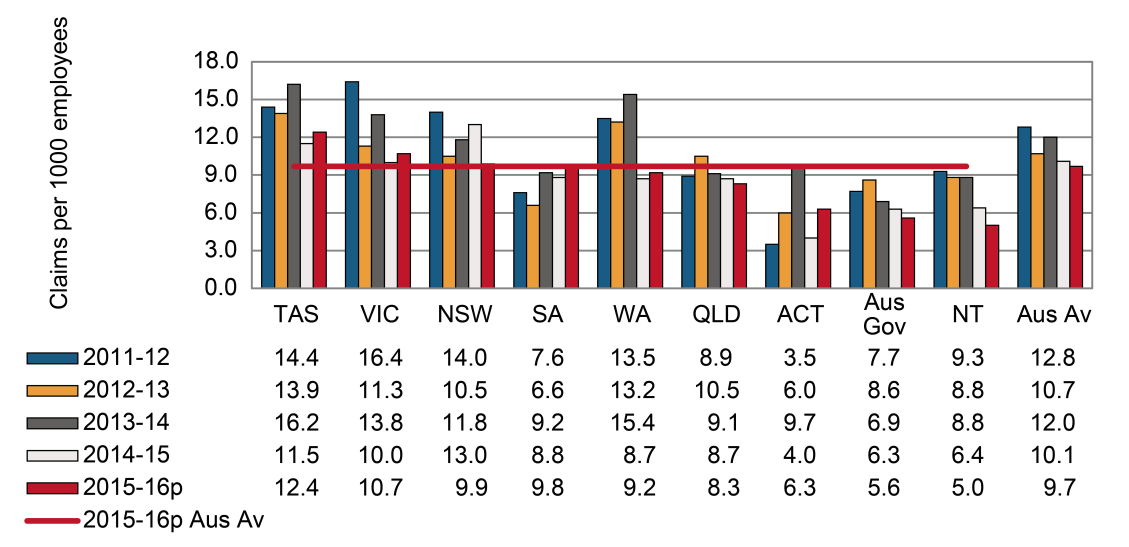 Claims per 1000 employees
18.0
15.0
12.0
9.0
6.0
3.0
0.0
TAS VIC NSW SA WA QLD ACT Aus Gov NT Aus Av
2011-12 14.4 16.4 14.0 7.6 13.5 8.9 3.5 7.7 9.3 12.8
2012-13 13.9 11.3 10.5 6.6 13.2 10.5 6.0 8.6 8.8 10.7
2013-14 16.2 13.8 11.8 9.2 15.4 9.1 9.7 6.9 8.8 12.0
2014-15 11.5 10.0 13.0 8.8 8.7 8.7 4.0 6.3 6.4 10.1
2015-16p 12.4 10.7 9.9 9.8 9.2 8.3 6.3 5.6 5.0 9.7
2015-16p Aus Av